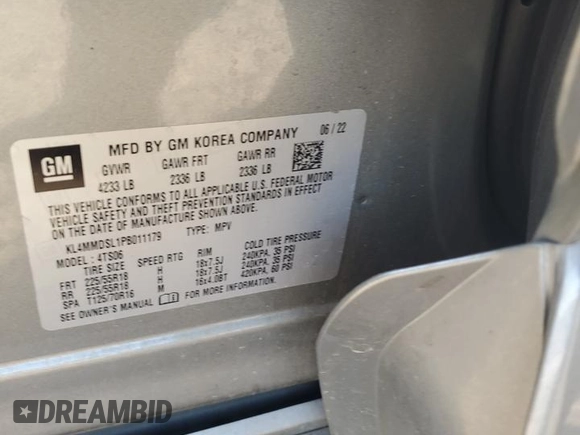 GM
MFD BY GM KOREA COMPANY 06 / 22
GVWR GAWR FRT GAWR RR
4233 LB 2336 LB 2336 LB
THIS VEHICLE CONFORMS TO ALL APPLICABLE U.S. FEDERAL MOTOR
VEHICLE SAFETY AND THEFT PREVENTION STANDARDS IN EFFECT
ON THE DATE OF MANUFACTURE SHOWN ABOVE.
KL4MMDSL1PB011179 TYPE: MPV
MODEL: 4TS06
TIRE SIZE SPEED RTG RIM COLD TIRE PRESSURE
FRT 225/55R18 H 18x7.5J 240KPA, 35 PSI
RR 225/55R18 H 18x7.5J 240KPA, 35 PSI
SPA T125/70R16 M 16x4.0BT 420KPA, 60 PSI
SEE OWNER'S MANUAL FOR MORE INFORMATION.
DREAMBID